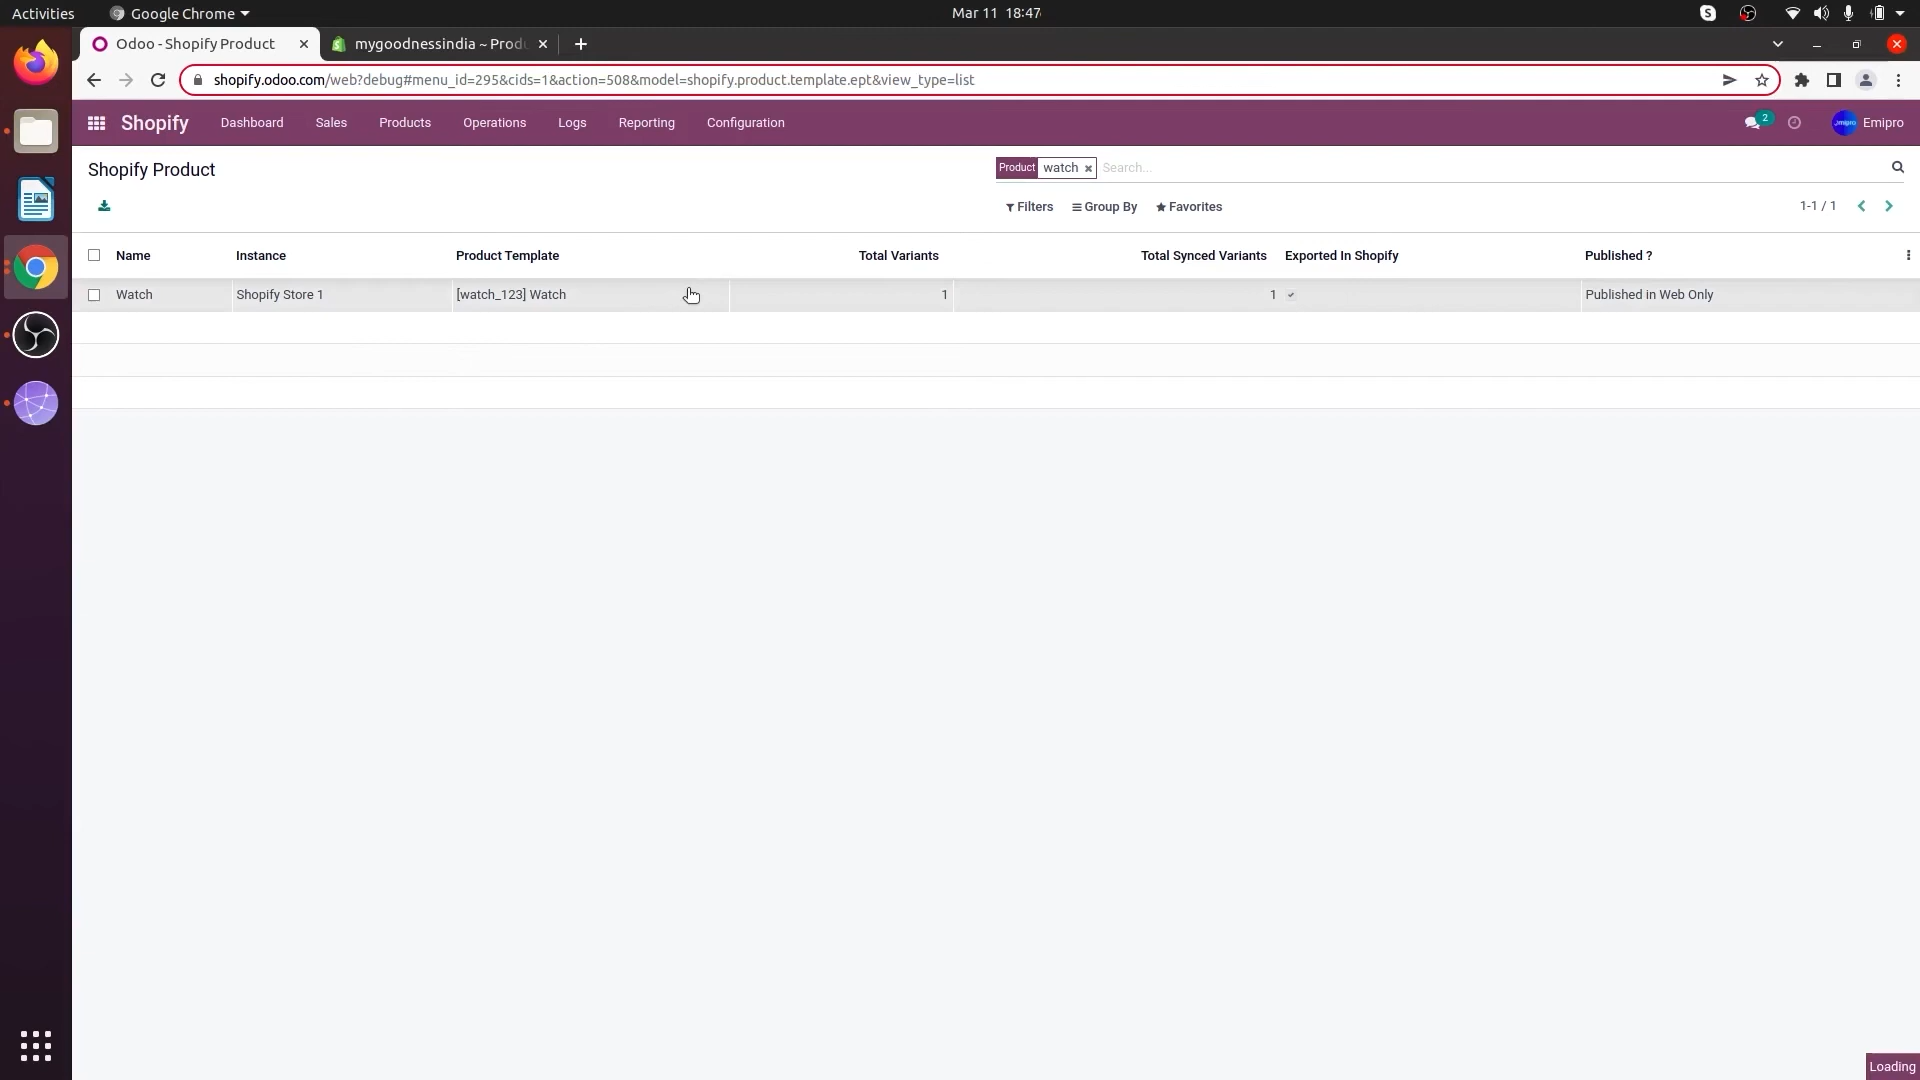 Activities
Google Chrome
Mar 11 18:47
S
Odoo - Shopify Product
mygoodnessindia ~ Produ
shopify.odoo.com/web?debug#menu_id=295&cids=1&action=508&model=shopify.product.template.ept&view_type=list
Shopify
Dashboard
Sales
Products
Operations
Logs
Reporting
Configuration
2
Emipro
Shopify Product
Product watch
Search...
Filters
Group By
Favorites
1-1 / 1
Name
Instance
Product Template
Total Variants
Total Synced Variants
Exported In Shopify
Published ?
Watch
Shopify Store 1
[watch_123] Watch
1
1
Published in Web Only
Loading